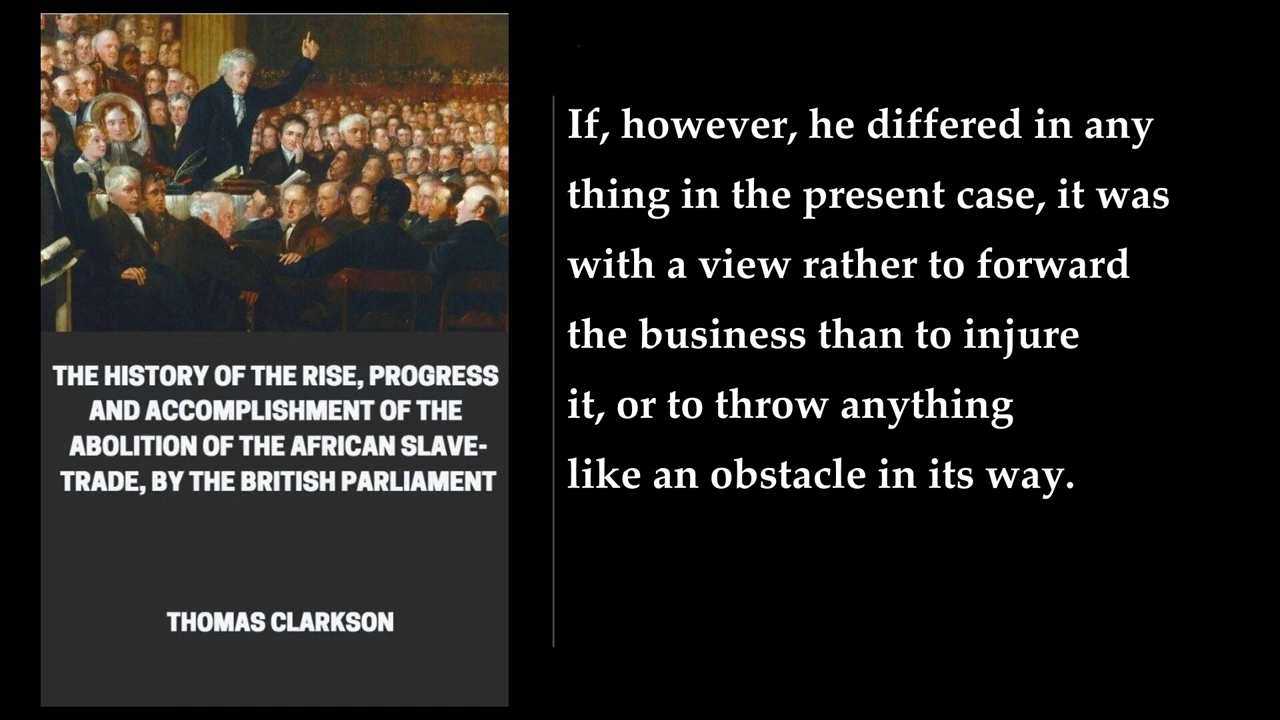 THE HISTORY OF THE RISE, PROGRESS
AND ACCOMPLISHMENT OF THE
ABOLITION OF THE AFRICAN SLAVE-
TRADE, BY THE BRITISH PARLIAMENT
THOMAS CLARKSON
If, however, he differed in any
thing in the present case, it was
with a view rather to forward
the business than to injure
it, or to throw anything
like an obstacle in its way.